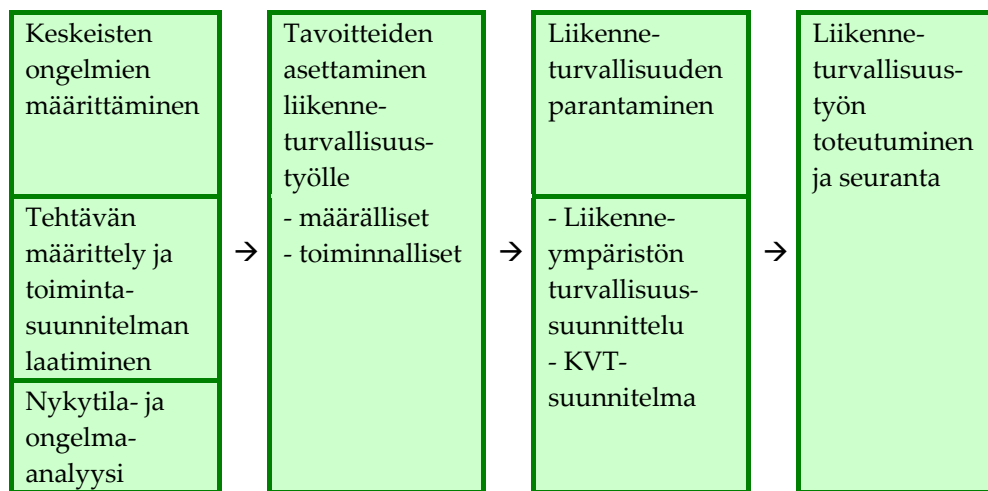 Keskeisten
ongelmien
määrittäminen
Tehtävän
määrittely ja
toiminta-
suunnitelman
laatiminen
Nykytila- ja
ongelma-
analyysi
→
Tavoitteiden
asettaminen
liikenne-
turvallisuus-
työlle
- määrälliset
- toiminnalliset
→
Liikenne-
turvallisuuden
parantaminen
- Liikenne-
ympäristön
turvallisuus-
suunnittelu
- KVT-
suunnitelma
→
Liikenne-
turvallisuus-
työn
toteutuminen
ja seuranta